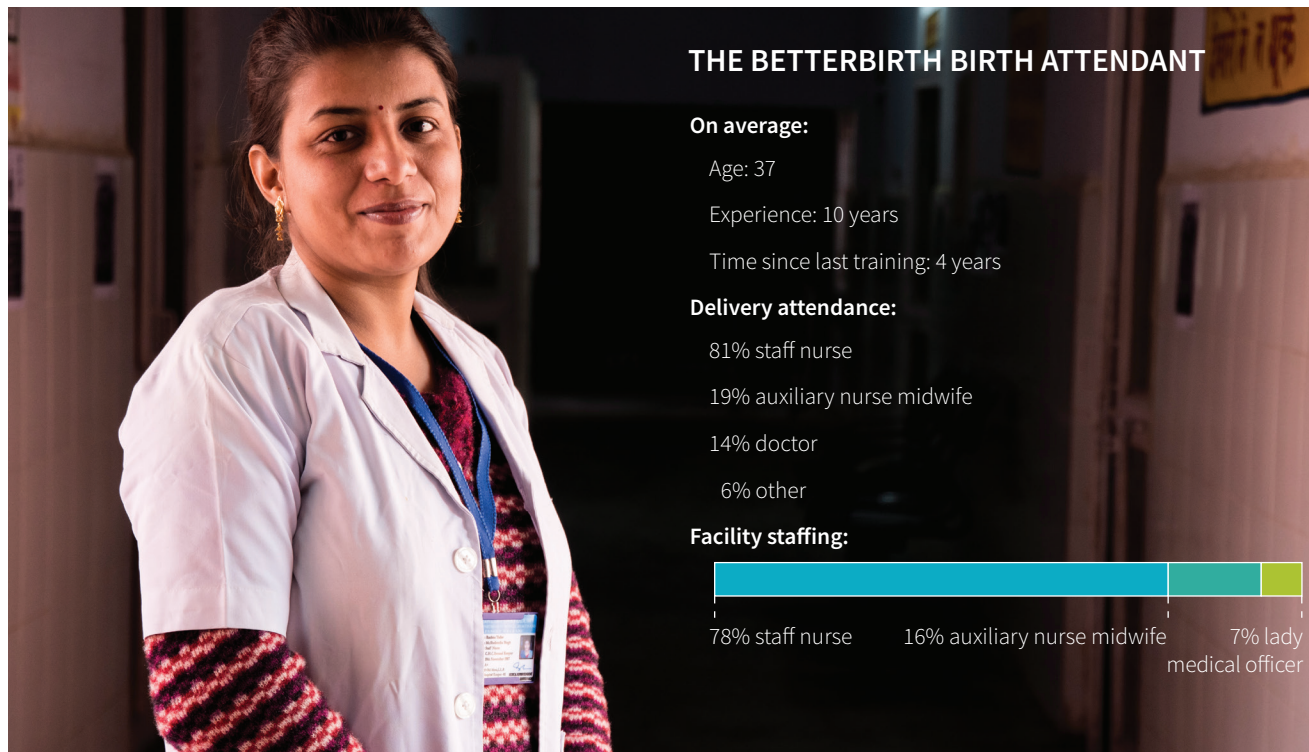 THE BETTERBIRTH BIRTH ATTENDANT
On average:
Age: 37
Experience: 10 years
Time since last training: 4 years
Delivery attendance:
81% staff nurse
19% auxiliary nurse midwife
14% doctor
6% other
Facility staffing:
78% staff nurse
16% auxiliary nurse midwife
7% lady
medical officer